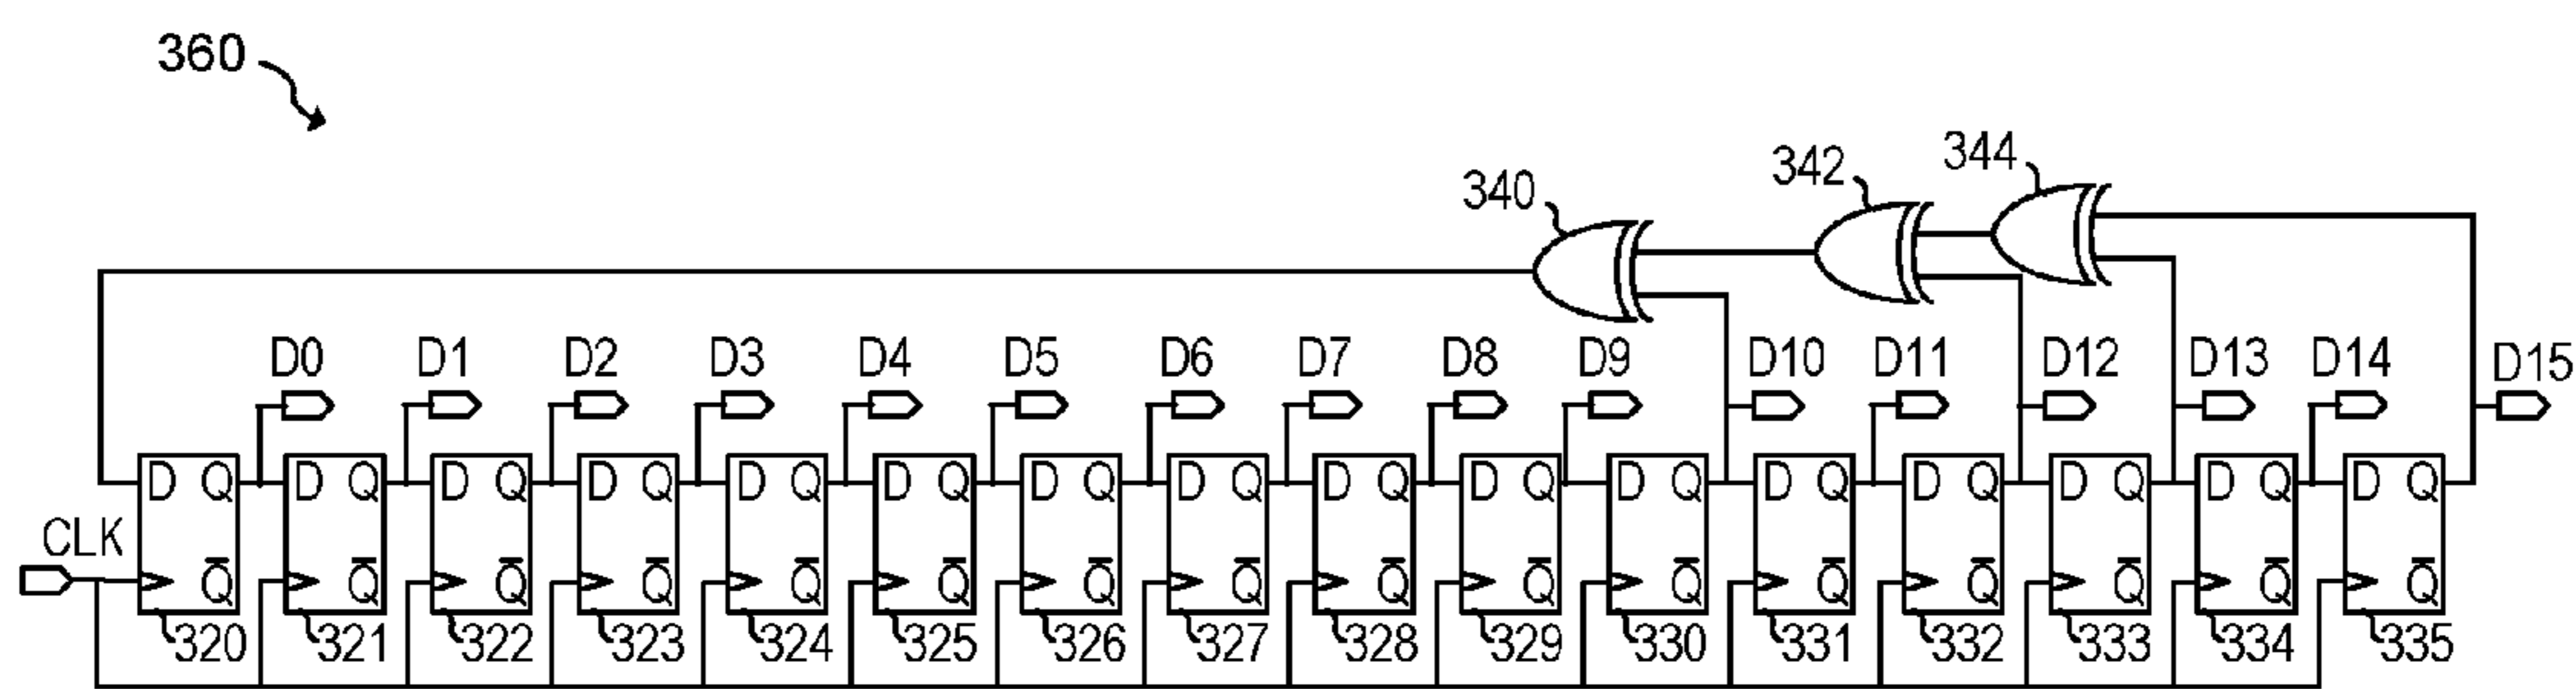 360
344
342
340
D0 D1 D2 D3 D4 D5 D6 D7 D8 D9 D10 D11 D12 D13 D14 D15
D Q D Q D Q D Q D Q D Q D Q D Q D Q D Q D Q D Q D Q D Q D Q D Q
CLK
Q̅ Q̅ Q̅ Q̅ Q̅ Q̅ Q̅ Q̅ Q̅ Q̅ Q̅ Q̅ Q̅ Q̅ Q̅ Q̅
320 321 322 323 324 325 326 327 328 329 330 331 332 333 334 335